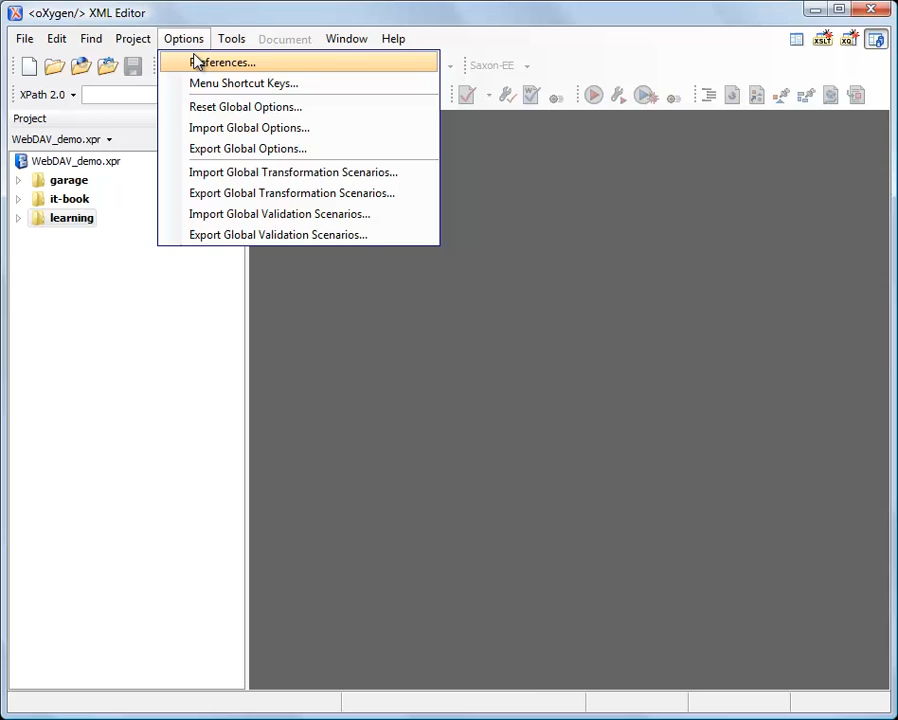 <oXygen/> XML Editor
File Edit Find Project Options Tools Document Window Help
Preferences...
Menu Shortcut Keys...
Reset Global Options...
Import Global Options...
Export Global Options...
Import Global Transformation Scenarios...
Export Global Transformation Scenarios...
Import Global Validation Scenarios...
Export Global Validation Scenarios...
Saxon-EE
XSLT
XQ
XPath 2.0
Project
WebDAV_demo.xpr
WebDAV_demo.xpr
garage
it-book
learning